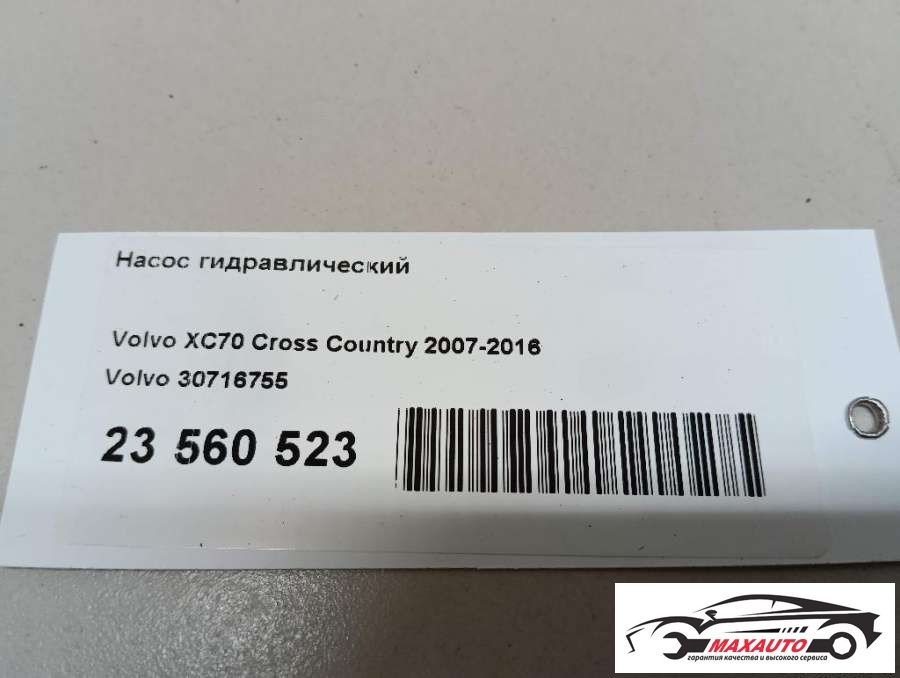 Насос гидравлический
Volvo XC70 Cross Country 2007-2016
Volvo 30716755
23 560 523
MAXAUTO
гарантия качества и высокого сервиса